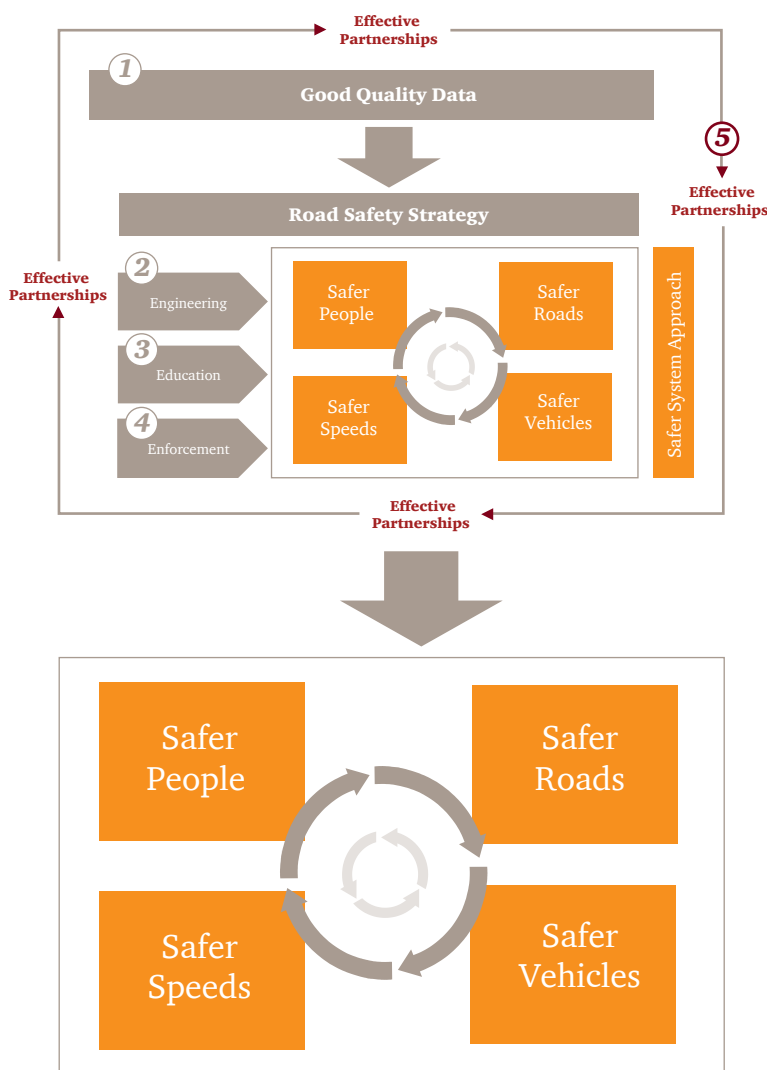 Effective
Partnerships
1
Good Quality Data
5
Effective
Partnerships
Road Safety Strategy
Effective
Partnerships
2
Engineering
3
Education
4
Enforcement
Safer
People
Safer
Roads
Safer
Speeds
Safer
Vehicles
Safer System Approach
Effective
Partnerships
Safer
People
Safer
Roads
Safer
Speeds
Safer
Vehicles